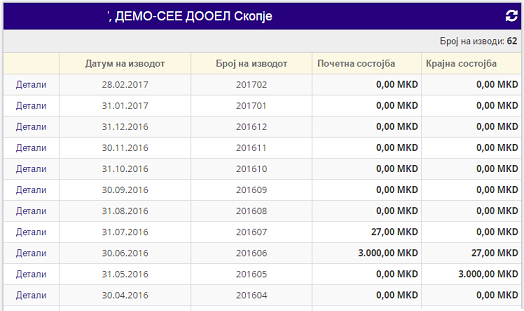 ', ДЕМО-СЕЕ ДООЕЛ Скопје
Број на изводи: 62
Датум на изводот Број на изводот Почетна состојба Крајна состојба
Детали 28.02.2017 201702 0,00 MKD 0,00 MKD
Детали 31.01.2017 201701 0,00 MKD 0,00 MKD
Детали 31.12.2016 201612 0,00 MKD 0,00 MKD
Детали 30.11.2016 201611 0,00 MKD 0,00 MKD
Детали 31.10.2016 201610 0,00 MKD 0,00 MKD
Детали 30.09.2016 201609 0,00 MKD 0,00 MKD
Детали 31.08.2016 201608 0,00 MKD 0,00 MKD
Детали 31.07.2016 201607 27,00 MKD 0,00 MKD
Детали 30.06.2016 201606 3.000,00 MKD 27,00 MKD
Детали 31.05.2016 201605 0,00 MKD 3.000,00 MKD
Детали 30.04.2016 201604 0,00 MKD 0,00 MKD